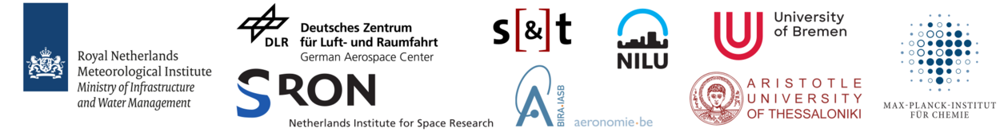 Royal Netherlands
Meteorological Institute
Ministry of Infrastructure
and Water Management
DLR
Deutsches Zentrum
für Luft- und Raumfahrt
German Aerospace Center
SRON
Netherlands Institute for Space Research
s[&]t
BIRA-IASB
aeronomie·be
NILU
University
of Bremen
ARISTOTLE
UNIVERSITY
OF THESSALONIKI
MAX-PLANCK-INSTITUT
FÜR CHEMIE